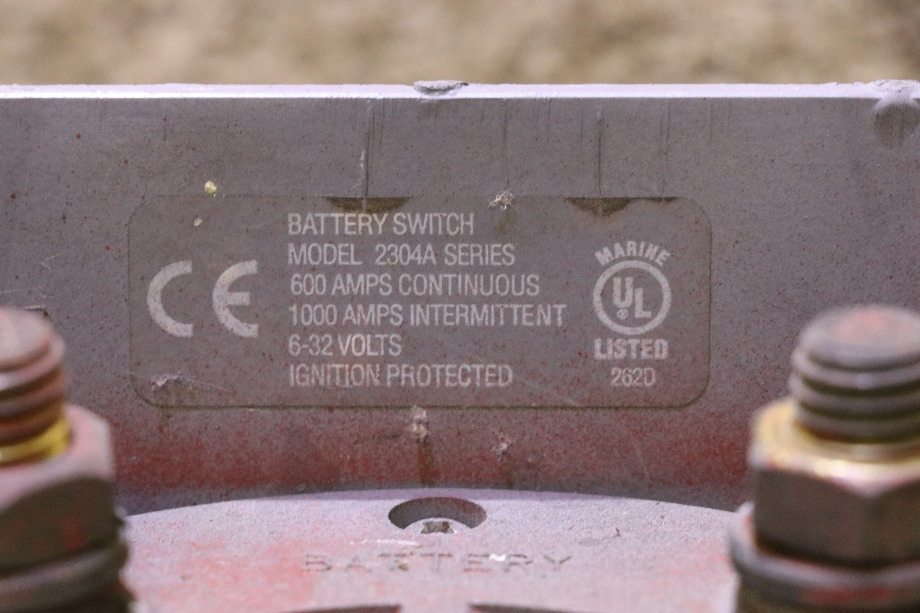 CE
BATTERY SWITCH
MODEL 2304A SERIES
600 AMPS CONTINUOUS
1000 AMPS INTERMITTENT
6-32 VOLTS
IGNITION PROTECTED
MARINE
UL
LISTED
262D
BATTERY